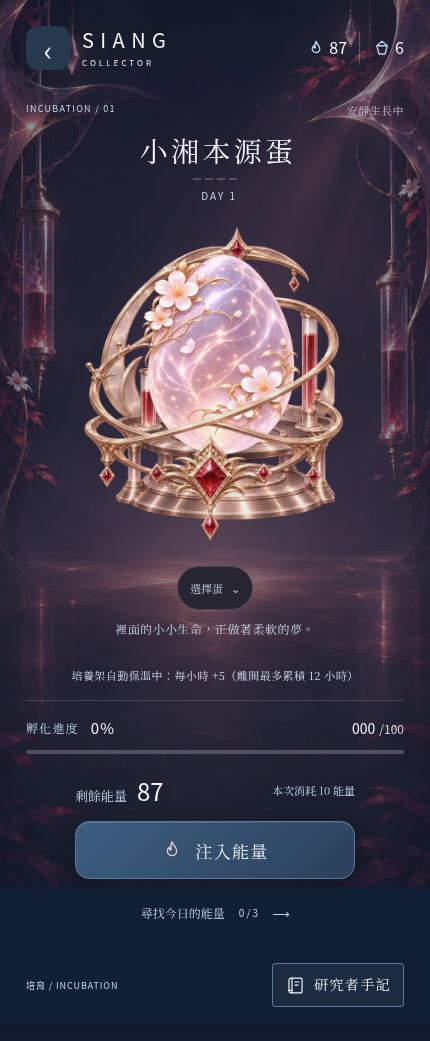 SIANG
COLLECTOR
87
6
INCUBATION / 01
安靜生長中
小湘本源蛋
DAY 1
選擇蛋
裡面的小小生命，正做著柔軟的夢。
培養架自動保溫中：每小時 +5（離開最多累積 12 小時）
孵化進度 0%
000 /100
剩餘能量 87
本次消耗 10 能量
注入能量
尋找今日的能量 0/3 ⟶
培育 / INCUBATION
研究者手記